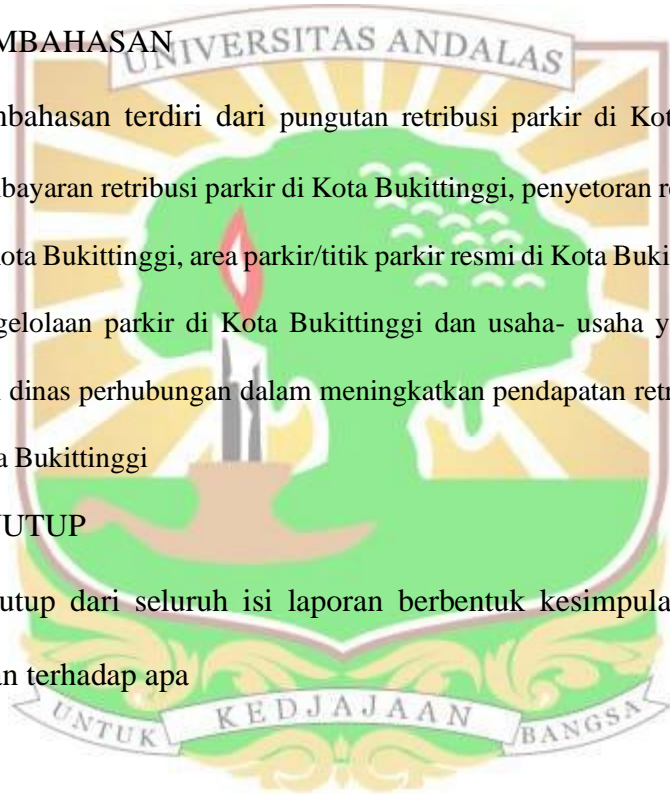 UNIVERSITAS ANDALAS
MBAHASAN
mbahasan terdiri dari pungutan retribusi parkir di Kot
mbayaran retribusi parkir di Kota Bukittinggi, penyetoran re
ota Bukittinggi, area parkir/titik parkir resmi di Kota Bukit
gelolaan parkir di Kota Bukittinggi dan usaha- usaha y
dinas perhubungan dalam meningkatkan pendapatan retr
a Bukittinggi
UTUP
utup dari seluruh isi laporan berbentuk kesimpula
an terhadap apa
UNTUK KEDJAJAAN BANGSA